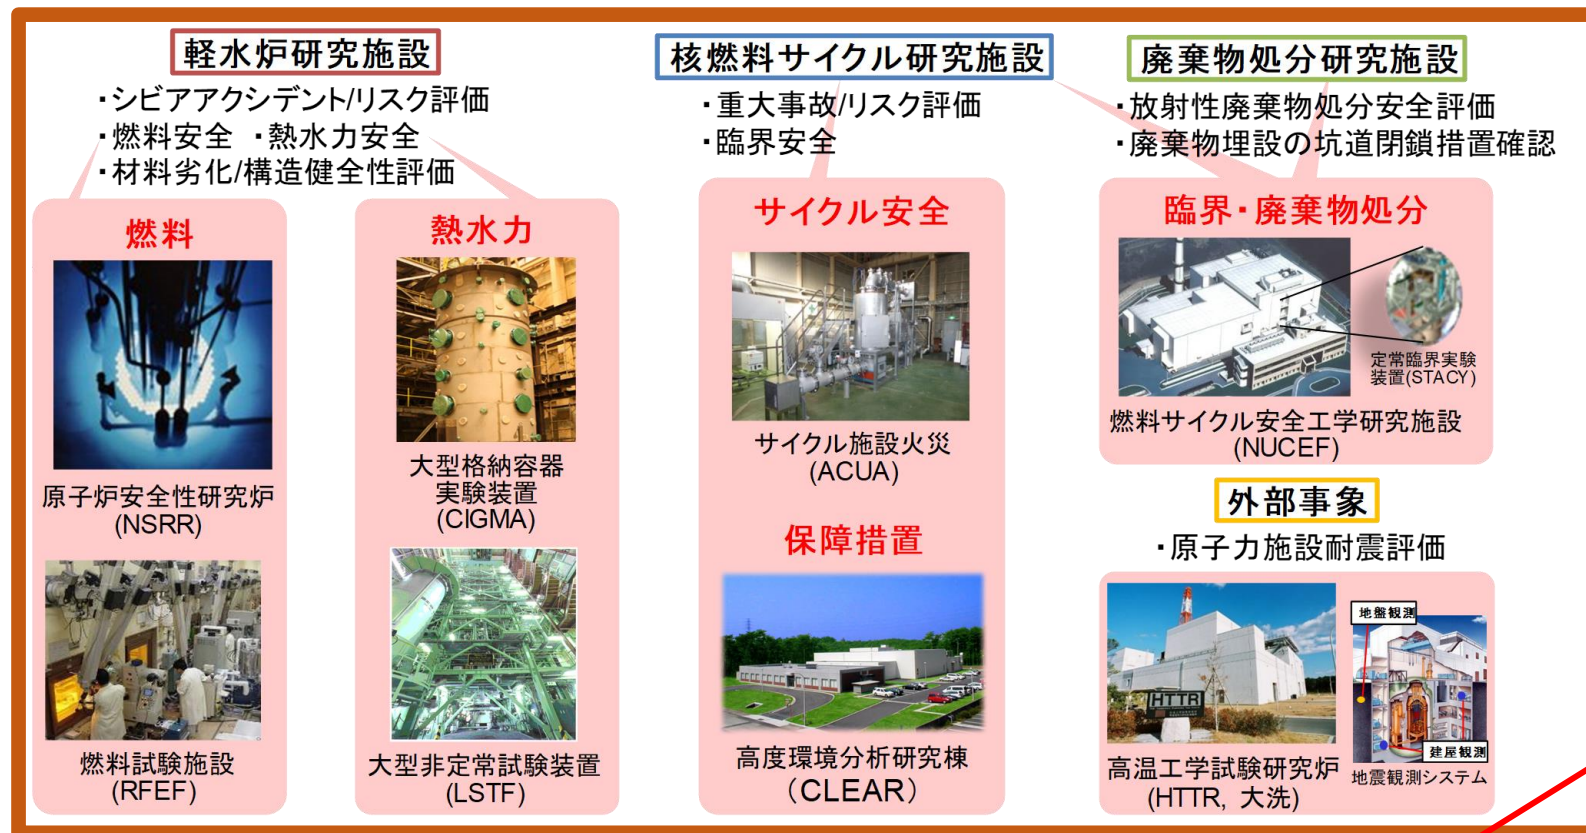 軽水炉研究施設
・シビアアクシデント/リスク評価
・燃料安全 ・熱水力安全
・材料劣化/構造健全性評価
燃料
原子炉安全性研究炉
(NSRR)
燃料試験施設
(RFEF)
熱水力
大型格納容器
実験装置
(CIGMA)
大型非定常試験装置
(LSTF)
核燃料サイクル研究施設
・重大事故/リスク評価
・臨界安全
サイクル安全
サイクル施設火災
(ACUA)
保障措置
高度環境分析研究棟
(CLEAR)
廃棄物処分研究施設
・放射性廃棄物処分安全評価
・廃棄物埋設の坑道閉鎖措置確認
臨界・廃棄物処分
定常臨界実験
装置(STACY)
燃料サイクル安全工学研究施設
(NUCEF)
外部事象
・原子力施設耐震評価
HTTR
高温工学試験研究炉
(HTTR, 大洗)
地盤観測
建屋観測
地震観測システム